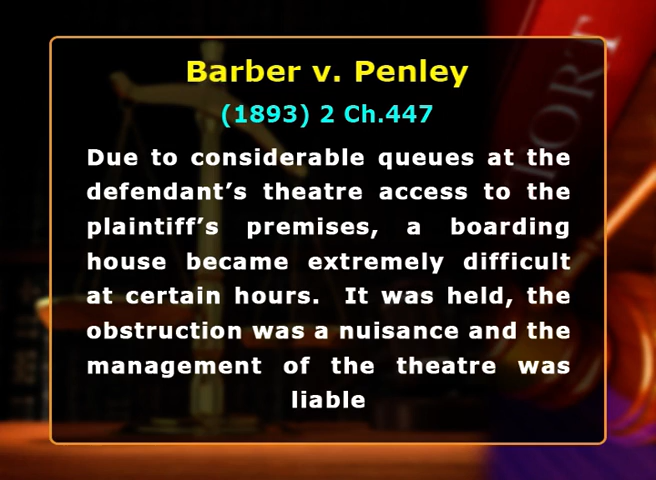 TORT
Barber v. Penley
(1893) 2 Ch.447
Due to considerable queues at the
defendant's theatre access to the
plaintiff's premises, a boarding
house became extremely difficult
at certain hours. It was held, the
obstruction was a nuisance and the
management of the theatre was
liable